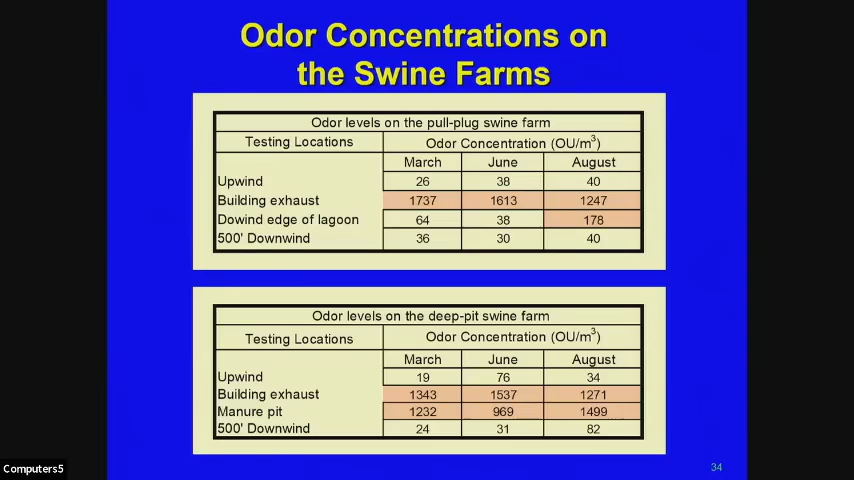 Odor Concentrations on
the Swine Farms
Odor levels on the pull-plug swine farm
Testing Locations Odor Concentration (OU/m³)
March June August
Upwind 26 38 40
Building exhaust 1737 1613 1247
Dowind edge of lagoon 64 38 178
500' Downwind 36 30 40
Odor levels on the deep-pit swine farm
Testing Locations Odor Concentration (OU/m³)
March June August
Upwind 19 76 34
Building exhaust 1343 1537 1271
Manure pit 1232 969 1499
500' Downwind 24 31 82
34
Computers5